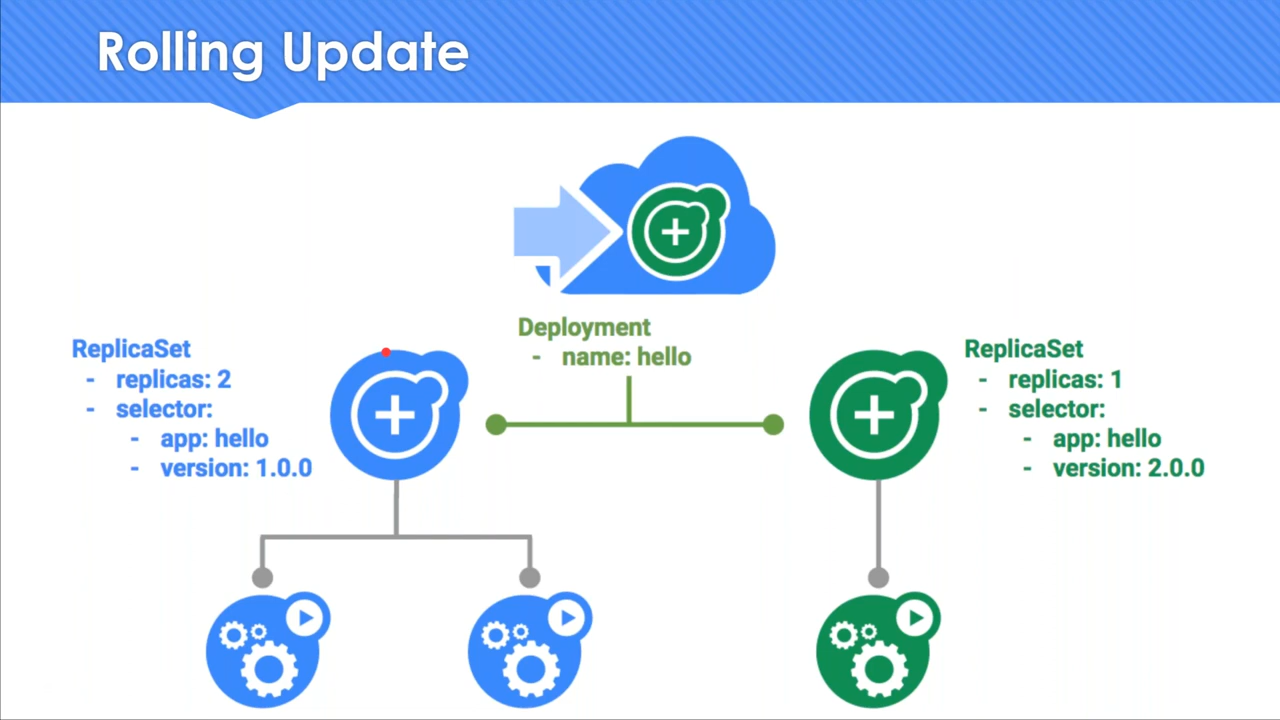 Rolling Update
Deployment
- name: hello
ReplicaSet
- replicas: 2
- selector:
- app: hello
- version: 1.0.0
ReplicaSet
- replicas: 1
- selector:
- app: hello
- version: 2.0.0